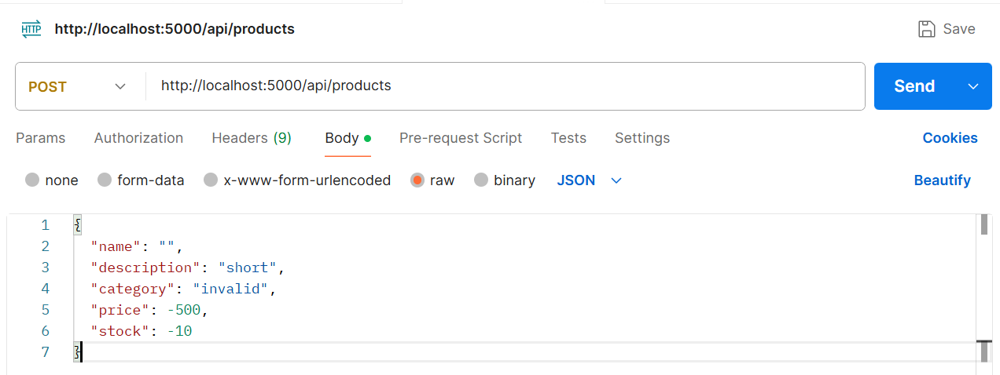 HTTP http://localhost:5000/api/products Save
POST http://localhost:5000/api/products Send
Params Authorization Headers (9) Body Pre-request Script Tests Settings Cookies
none form-data x-www-form-urlencoded raw binary JSON Beautify
1 {
2 "name": "",
3 "description": "short",
4 "category": "invalid",
5 "price": -500,
6 "stock": -10
7 }